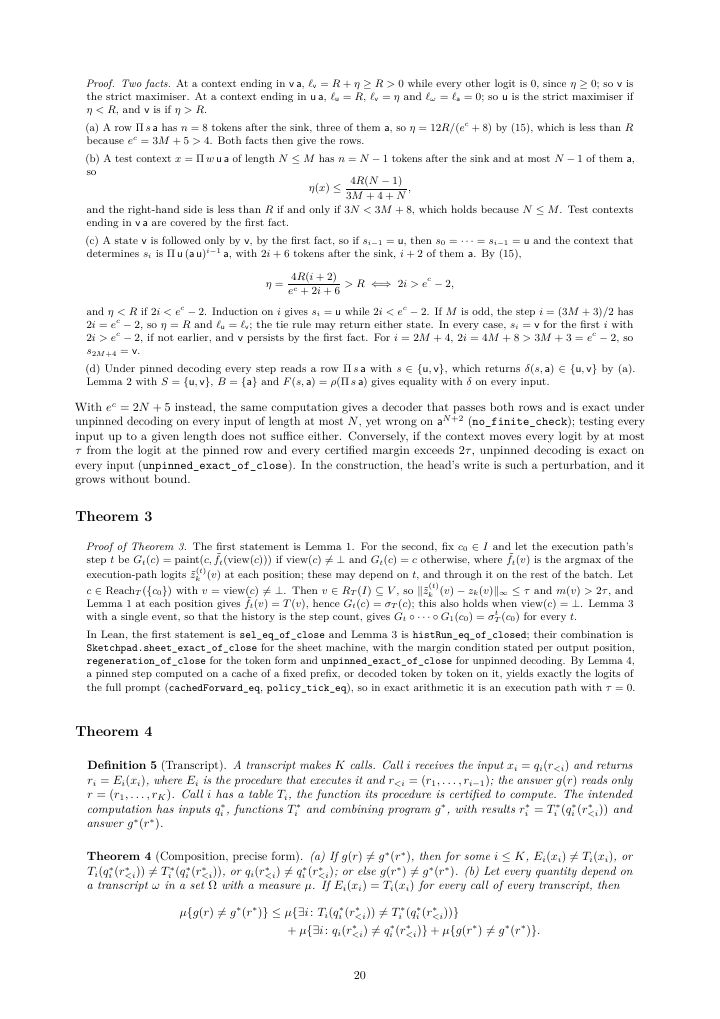 Proof. Two facts. At a context ending in v a, ℓᵥ = R + η ≥ R > 0 while every other logit is 0, since η ≥ 0; so v is
the strict maximiser. At a context ending in u a, ℓᵤ = R, ℓᵥ = η and ℓ_ω = ℓₐ = 0; so u is the strict maximiser if
η < R, and v is if η > R.
(a) A row Π s a has n = 8 tokens after the sink, three of them a, so η = 12R/(e^c + 8) by (15), which is less than R
because e^c = 3M + 5 > 4. Both facts then give the rows.
(b) A test context x = Π w u a of length N ≤ M has n = N − 1 tokens after the sink and at most N − 1 of them a,
so
η(x) ≤ 4R(N − 1) / (3M + 4 + N),
and the right-hand side is less than R if and only if 3N < 3M + 8, which holds because N ≤ M. Test contexts
ending in v a are covered by the first fact.
(c) A state v is followed only by v, by the first fact, so if s_{i−1} = u, then s_0 = · · · = s_{i−1} = u and the context that
determines s_i is Π u (a u)^{i−1} a, with 2i + 6 tokens after the sink, i + 2 of them a. By (15),
η = 4R(i + 2) / (e^c + 2i + 6) > R ⟺ 2i > e^c − 2,
and η < R if 2i < e^c − 2. Induction on i gives s_i = u while 2i < e^c − 2. If M is odd, the step i = (3M + 3)/2 has
2i = e^c − 2, so η = R and ℓᵤ = ℓᵥ; the tie rule may return either state. In every case, s_i = v for the first i with
2i > e^c − 2, if not earlier, and v persists by the first fact. For i = 2M + 4, 2i = 4M + 8 > 3M + 3 = e^c − 2, so
s_{2M+4} = v.
(d) Under pinned decoding every step reads a row Π s a with s ∈ {u, v}, which returns δ(s, a) ∈ {u, v} by (a).
Lemma 2 with S = {u, v}, B = {a} and F(s, a) = ρ(Π s a) gives equality with δ on every input.
With e^c = 2N + 5 instead, the same computation gives a decoder that passes both rows and is exact under
unpinned decoding on every input of length at most N, yet wrong on a^{N+2} (no_finite_check); testing every
input up to a given length does not suffice either. Conversely, if the context moves every logit by at most
τ from the logit at the pinned row and every certified margin exceeds 2τ, unpinned decoding is exact on
every input (unpinned_exact_of_close). In the construction, the head's write is such a perturbation, and it
grows without bound.
Theorem 3
Proof of Theorem 3. The first statement is Lemma 1. For the second, fix c_0 ∈ I and let the execution path's
step t be G_t(c) = paint(c, f̃_t(view(c))) if view(c) ≠ ⊥ and G_t(c) = c otherwise, where f̃_t(v) is the argmax of the
execution-path logits z̃_k^{(t)}(v) at each position; these may depend on t, and through it on the rest of the batch. Let
c ∈ Reach_T({c_0}) with v = view(c) ≠ ⊥. Then v ∈ R_T(I) ⊆ V, so ‖z̃_k^{(t)}(v) − z_k(v)‖_∞ ≤ τ and m(v) > 2τ, and
Lemma 1 at each position gives f̃_t(v) = T(v), hence G_t(c) = σ_T(c); this also holds when view(c) = ⊥. Lemma 3
with a single event, so that the history is the step count, gives G_t ∘ · · · ∘ G_1(c_0) = σ_T^t(c_0) for every t.
In Lean, the first statement is sel_eq_of_close and Lemma 3 is histRun_eq_of_closed; their combination is
Sketchpad.sheet_exact_of_close for the sheet machine, with the margin condition stated per output position,
regeneration_of_close for the token form and unpinned_exact_of_close for unpinned decoding. By Lemma 4,
a pinned step computed on a cache of a fixed prefix, or decoded token by token on it, yields exactly the logits of
the full prompt (cachedForward_eq, policy_tick_eq), so in exact arithmetic it is an execution path with τ = 0.
Theorem 4
Definition 5 (Transcript). A transcript makes K calls. Call i receives the input x_i = q_i(r_{<i}) and returns
r_i = E_i(x_i), where E_i is the procedure that executes it and r_{<i} = (r_1, . . . , r_{i−1}); the answer g(r) reads only
r = (r_1, . . . , r_K). Call i has a table T_i, the function its procedure is certified to compute. The intended
computation has inputs q_i^*, functions T_i^* and combining program g^*, with results r_i^* = T_i^*(q_i^*(r_{<i}^*)) and
answer g^*(r^*).
Theorem 4 (Composition, precise form). (a) If g(r) ≠ g^*(r^*), then for some i ≤ K, E_i(x_i) ≠ T_i(x_i), or
T_i(q_i^*(r_{<i}^*)) ≠ T_i^*(q_i^*(r_{<i}^*)), or q_i(r_{<i}^*) ≠ q_i^*(r_{<i}^*); or else g(r^*) ≠ g^*(r^*). (b) Let every quantity depend on
a transcript ω in a set Ω with a measure μ. If E_i(x_i) = T_i(x_i) for every call of every transcript, then
μ{g(r) ≠ g^*(r^*)} ≤ μ{∃i: T_i(q_i^*(r_{<i}^*)) ≠ T_i^*(q_i^*(r_{<i}^*))}
+ μ{∃i: q_i(r_{<i}^*) ≠ q_i^*(r_{<i}^*)} + μ{g(r^*) ≠ g^*(r^*)}.
20